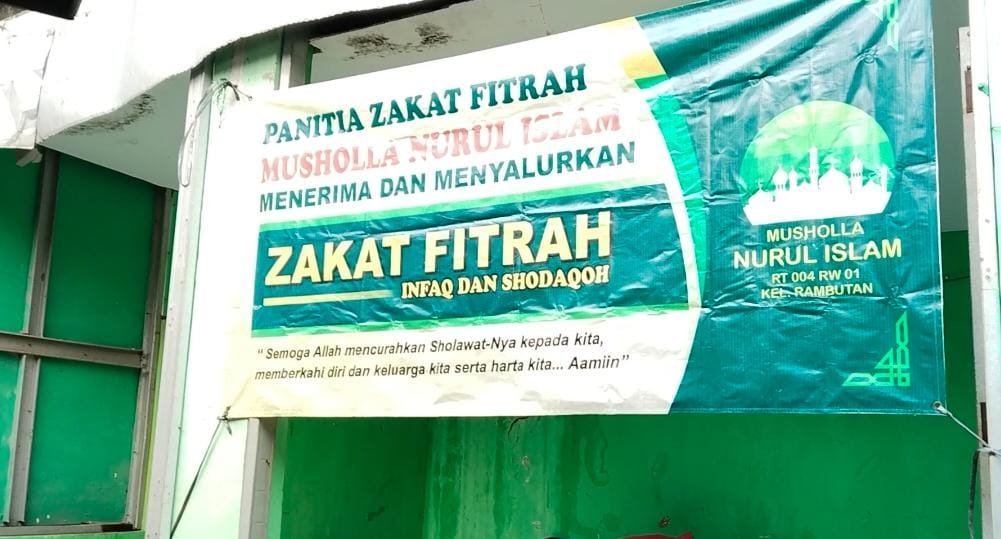 PANITIA ZAKAT FITRAH
MUSHOLLA NURUL ISLAM
MENERIMA DAN MENYALURKAN
ZAKAT FITRAH
INFAQ DAN SHODAQOH
" Semoga Allah mencurahkan Sholawat-Nya kepada kita,
memberkahi diri dan keluarga kita serta harta kita... Aamiin"
MUSHOLLA
NURUL ISLAM
RT 004 RW 01
KEL. RAMBUTAN